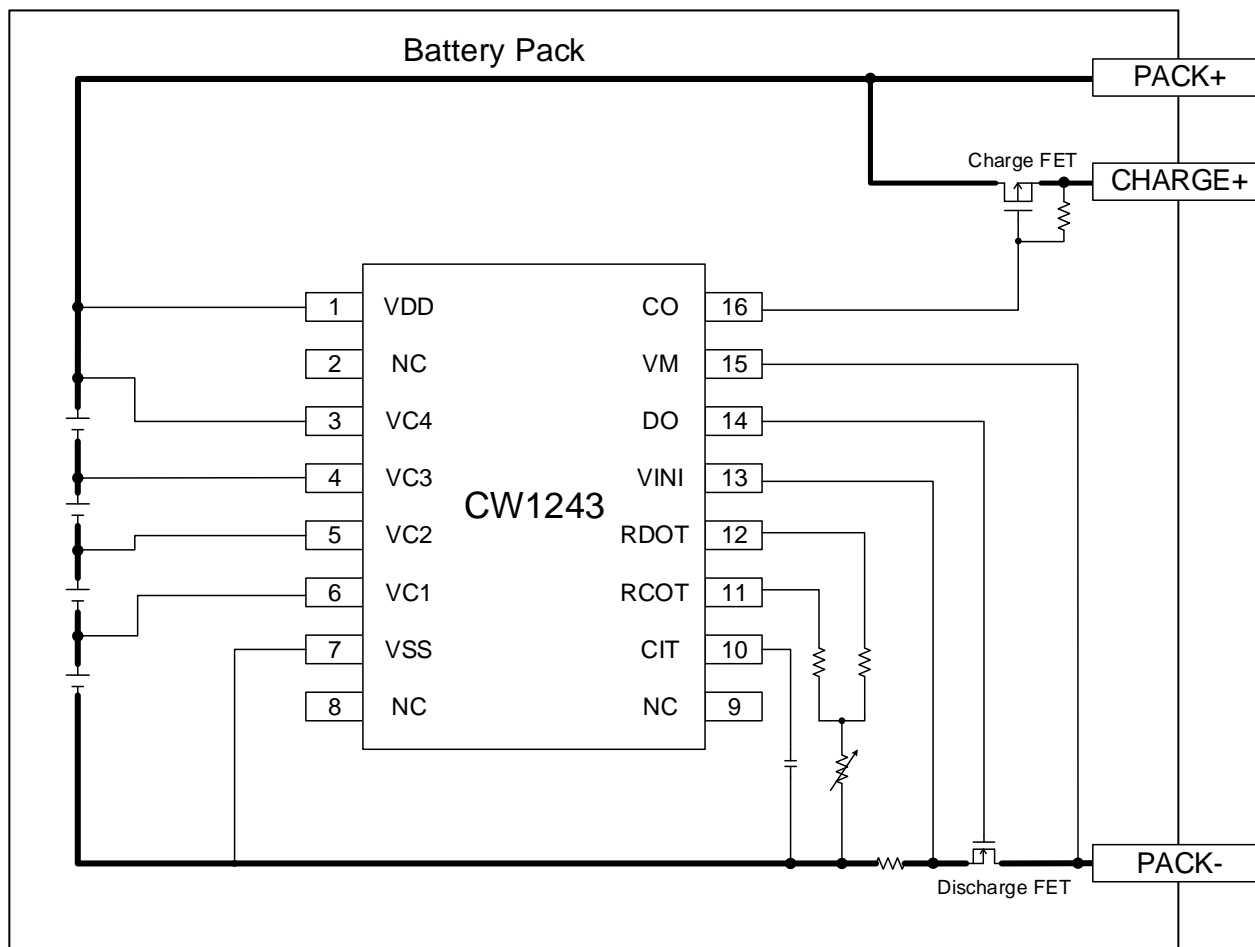 Battery Pack
PACK+
Charge FET
CHARGE+
1 VDD CO 16
2 NC VM 15
3 VC4 DO 14
4 VC3 VINI 13
CW1243
5 VC2 RDOT 12
6 VC1 RCOT 11
7 VSS CIT 10
8 NC NC 9
PACK-
Discharge FET